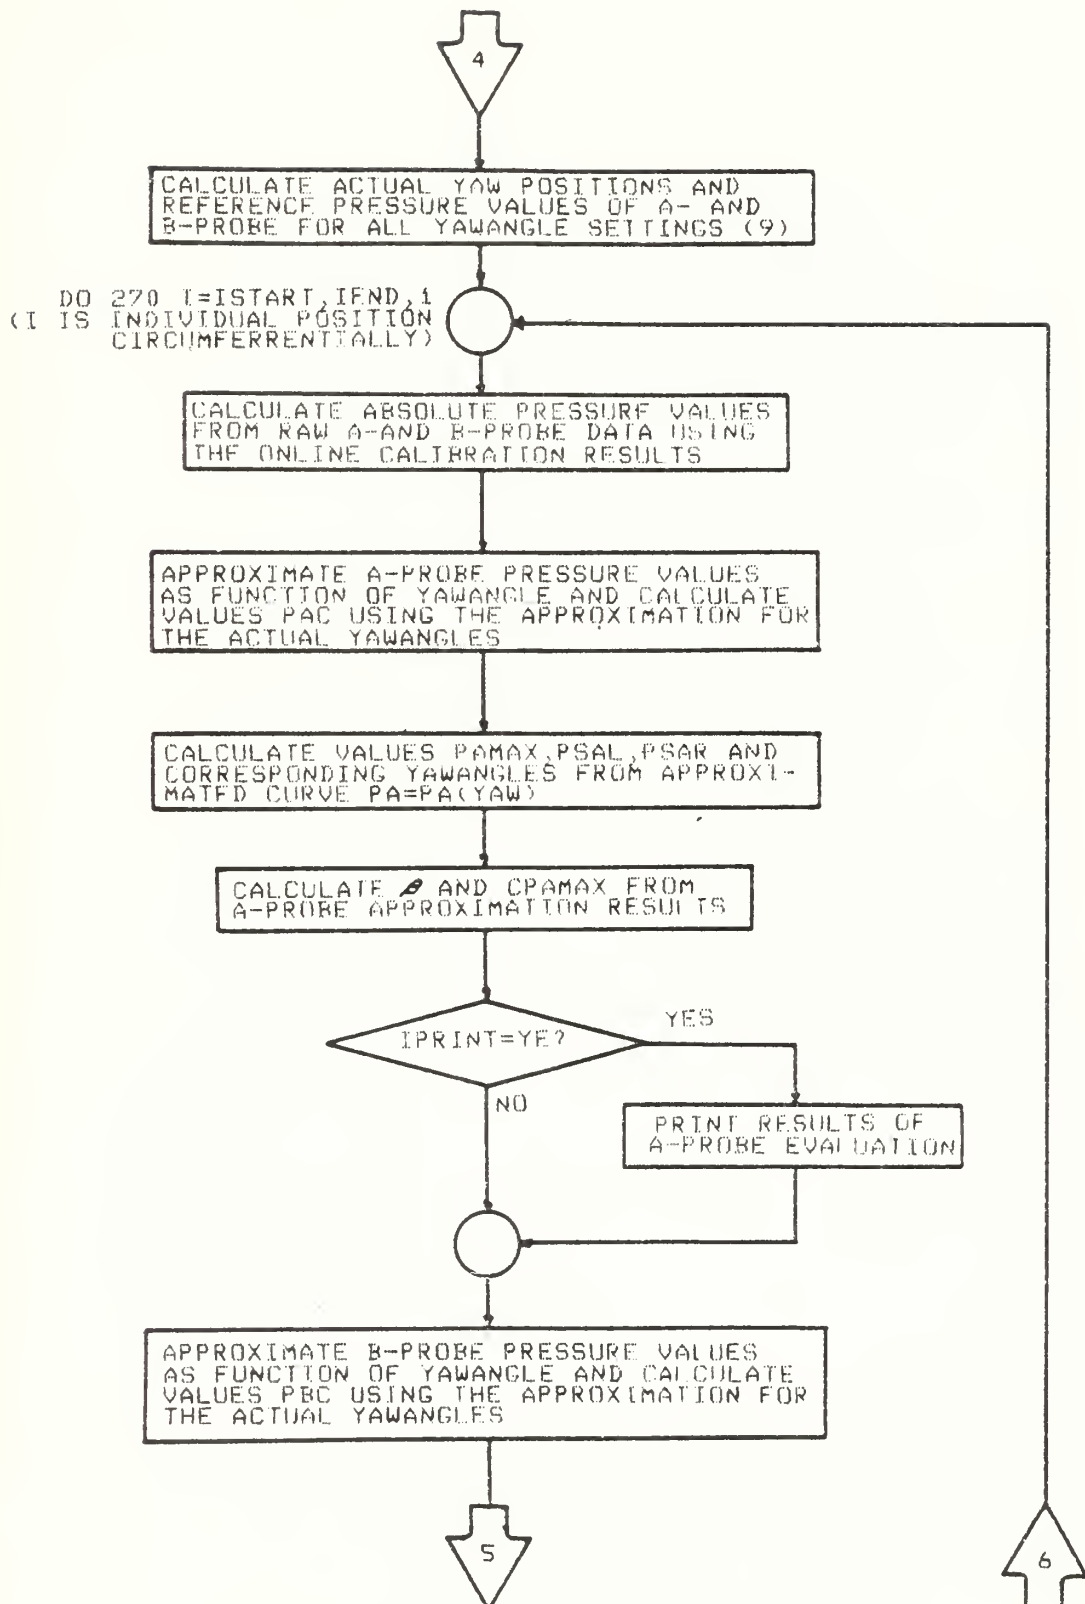 4
CALCULATE ACTUAL YAW POSITIONS AND
REFERENCE PRESSURE VALUES OF A- AND
B-PROBE FOR ALL YAWANGLE SETTINGS (9)
DO 270 I=ISTART,IEND,1
(I IS INDIVIDUAL POSITION
CIRCUMFERRENTIALLY)
CALCULATE ABSOLUTE PRESSURE VALUES
FROM RAW A-AND B-PROBE DATA USING
THE ONLINE CALIBRATION RESULTS
APPROXIMATE A-PROBE PRESSURE VALUES
AS FUNCTION OF YAWANGLE AND CALCULATE
VALUES PAC USING THE APPROXIMATION FOR
THE ACTUAL YAWANGLES
CALCULATE VALUES PAMAX,PSAL,PSAR AND
CORRESPONDING YAWANGLES FROM APPROXI-
MATED CURVE PA=PA(YAW)
CALCULATE AND CPAMAX FROM
A-PROBE APPROXIMATION RESULTS
IPRINT=YE?
YES
NO
PRINT RESULTS OF
A-PROBE EVALUATION
APPROXIMATE B-PROBE PRESSURE VALUES
AS FUNCTION OF YAWANGLE AND CALCULATE
VALUES PBC USING THE APPROXIMATION FOR
THE ACTUAL YAWANGLES
5
6